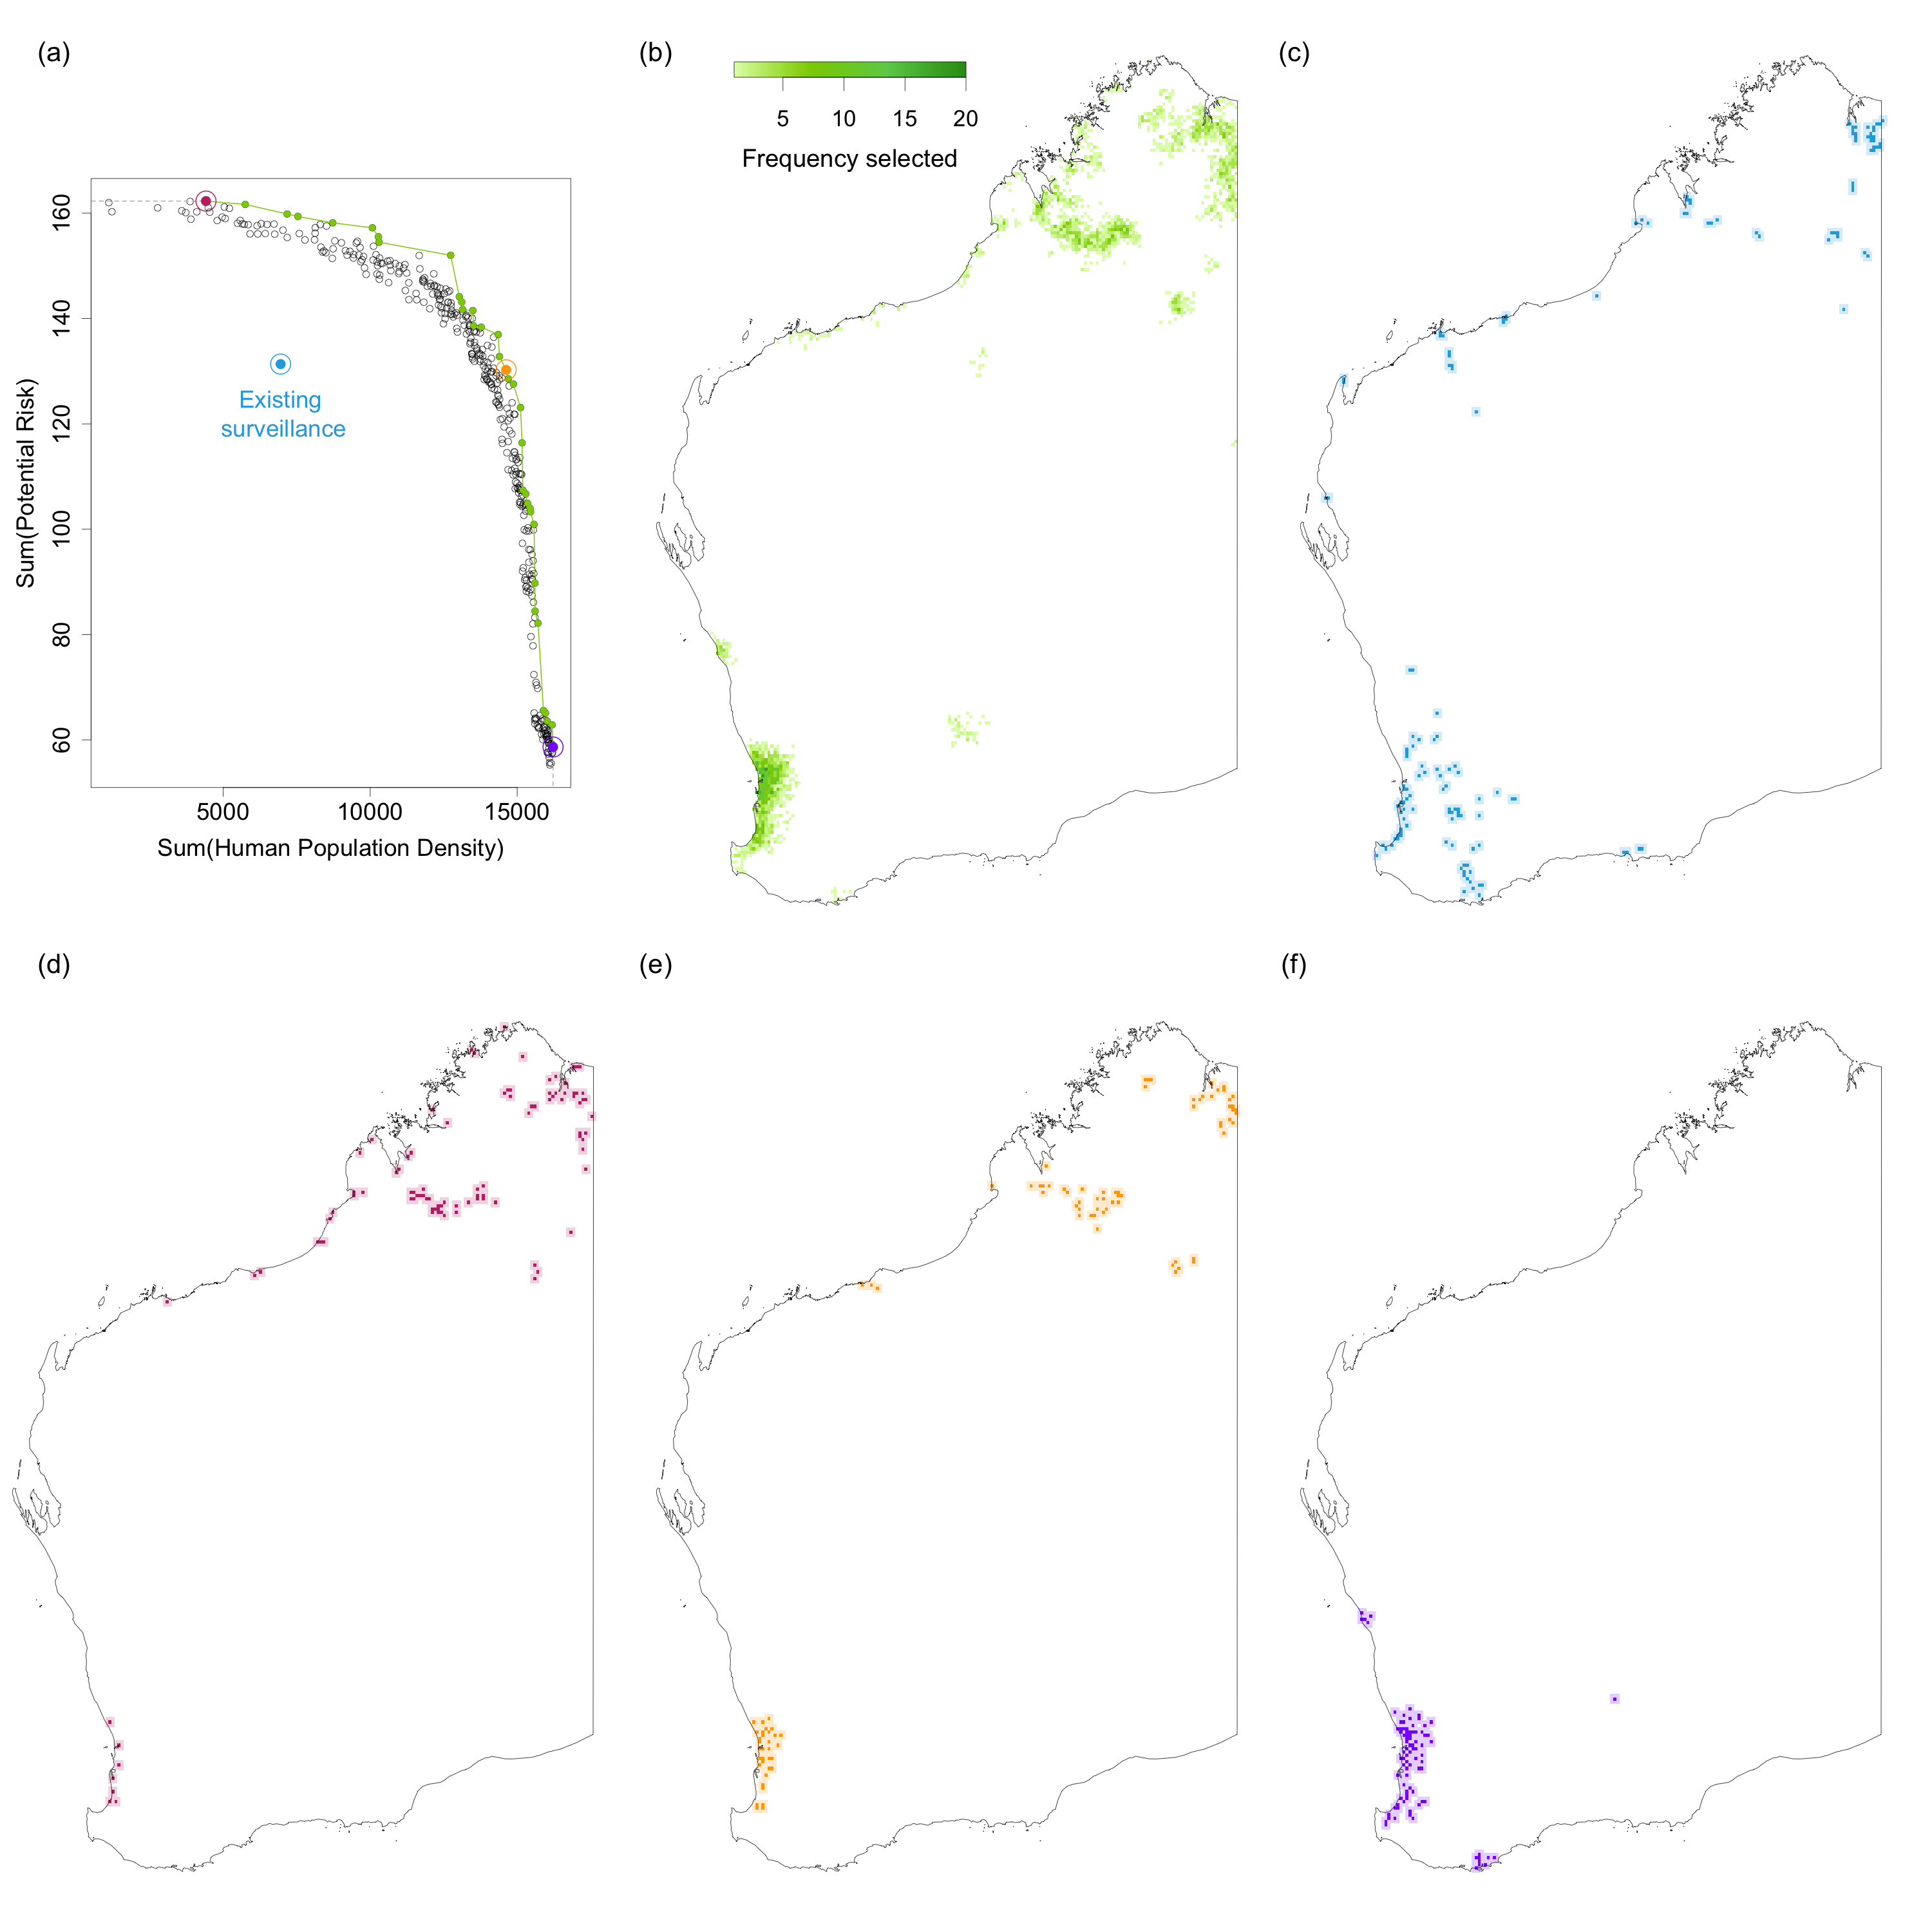 (a)
160
140
120
100
80
60
Sum(Potential Risk)
Existing
surveillance
5000 10000 15000
Sum(Human Population Density)
(b)
5 10 15 20
Frequency selected
(c)
(d)
(e)
(f)